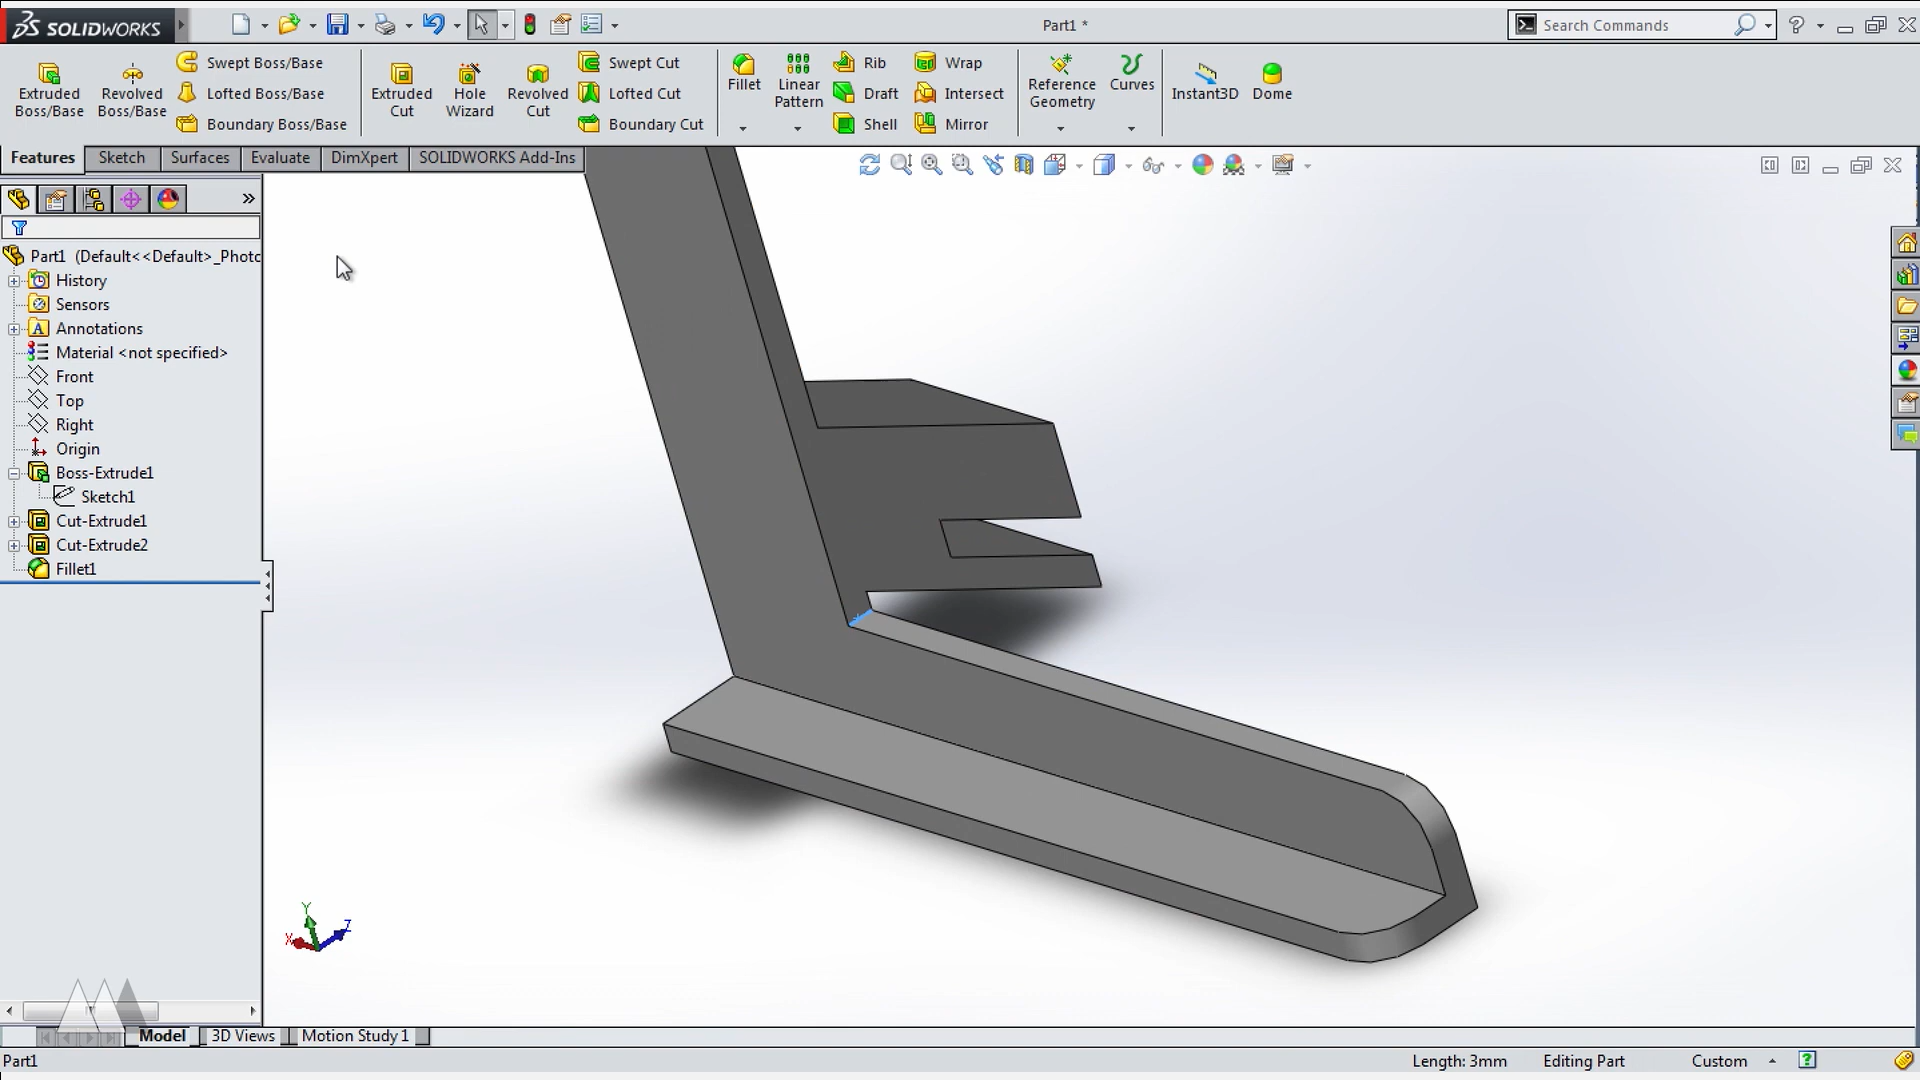 SOLIDWORKS
Part1 *
Search Commands
Extruded Boss/Base
Revolved Boss/Base
Swept Boss/Base
Lofted Boss/Base
Boundary Boss/Base
Extruded Cut
Hole Wizard
Revolved Cut
Swept Cut
Lofted Cut
Boundary Cut
Fillet
Linear Pattern
Rib
Draft
Shell
Wrap
Intersect
Mirror
Reference Geometry
Curves
Instant3D
Dome
Features
Sketch
Surfaces
Evaluate
DimXpert
SOLIDWORKS Add-Ins
Part1 (Default<<Default>_Photo
History
Sensors
Annotations
Material <not specified>
Front
Top
Right
Origin
Boss-Extrude1
Sketch1
Cut-Extrude1
Cut-Extrude2
Fillet1
Y
X
Z
Model
3D Views
Motion Study 1
Part1
Length: 3mm
Editing Part
Custom